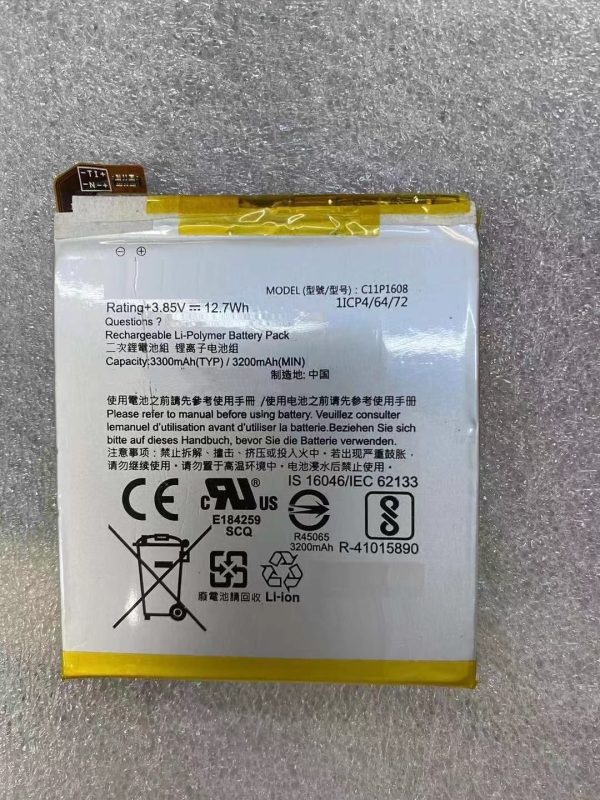 -TI+
-N-+
⊖ ⊕
MODEL (型號/型号) : C11P1608
1ICP4/64/72
Rating+3.85V ⎓ 12.7Wh
Questions ?
Rechargeable Li-Polymer Battery Pack
二次鋰電池組 锂离子电池组
Capacity:3300mAh(TYP) / 3200mAh(MIN)
制造地: 中国
使用電池之前請先參考使用手冊 /使用电池之前请先参考使用手册
Please refer to manual before using battery. Veuillez consulter
lemanuel d'utilisation avant d'utiliser la batterie.Beziehen Sie
bitte auf dieses Handbuch, bevor Sie die Batterie verwenden.
注意事项：禁止拆解、撞击、挤压或投入火中。若出现严重鼓胀，
请勿继续使用。请勿置于高温环境中。电池浸水后禁止使用!
IS 16046/IEC 62133
CE
c RU US
E184259
SCQ
R45065
3200mAh
R-41015890
廢電池請回收
Li-ion